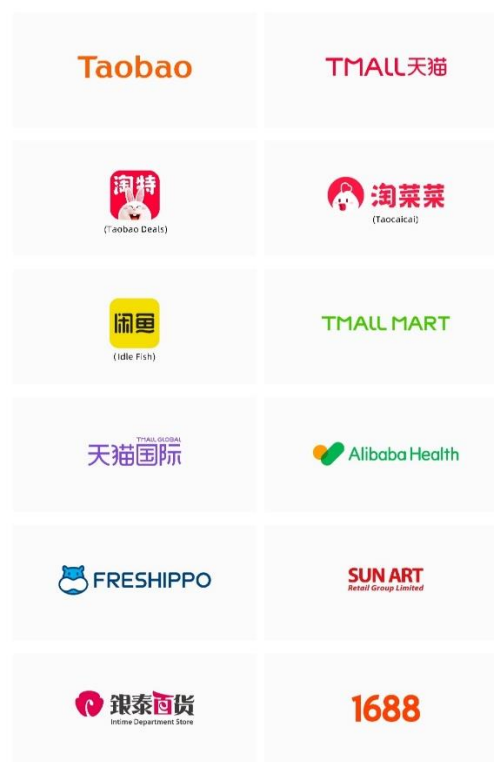 Taobao
TMALL天猫
淘特
(Taobao Deals)
淘菜菜
(Taocaicai)
闲鱼
(Idle Fish)
TMALL MART
TMALL GLOBAL
天猫国际
Alibaba Health
FRESHIPPO
SUN ART
Retail Group Limited
銀泰百货
Intime Department Store
1688